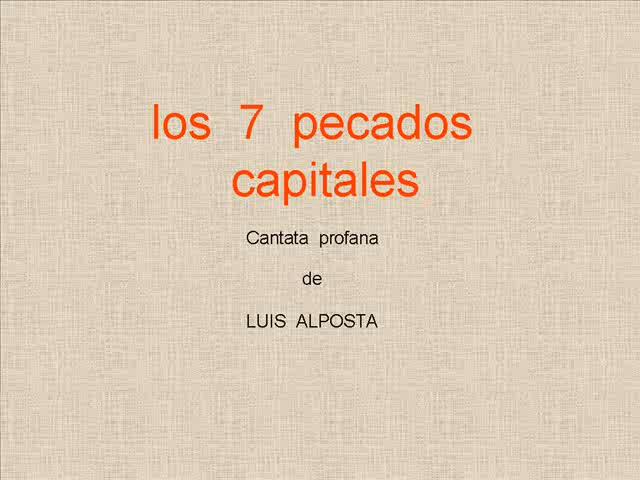 los 7 pecados
capitales
Cantata profana
de
LUIS ALPOSTA